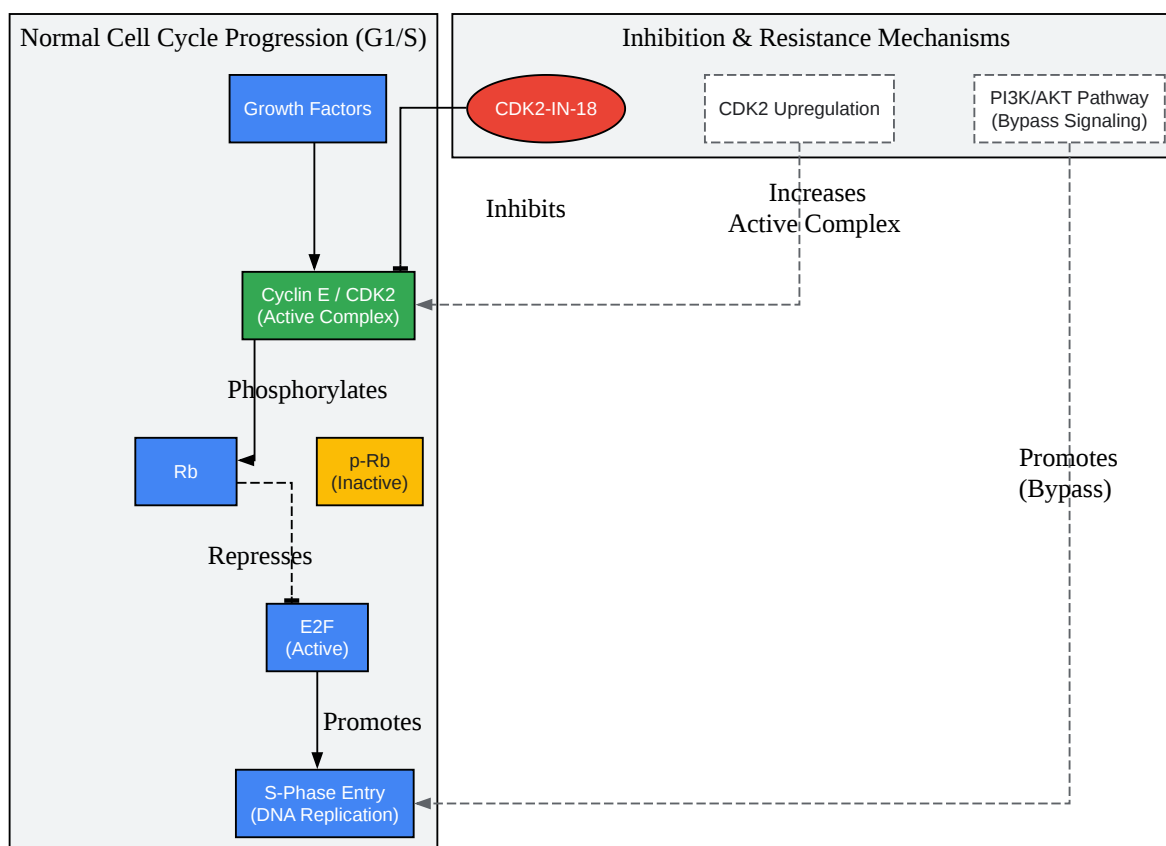 Normal Cell Cycle Progression (G1/S)
Inhibition & Resistance Mechanisms
Growth Factors
CDK2-IN-18
CDK2 Upregulation
PI3K/AKT Pathway
(Bypass Signaling)
Inhibits
Increases
Active Complex
Cyclin E / CDK2
(Active Complex)
Phosphorylates
Rb
p-Rb
(Inactive)
Promotes
(Bypass)
Represses
E2F
(Active)
Promotes
S-Phase Entry
(DNA Replication)